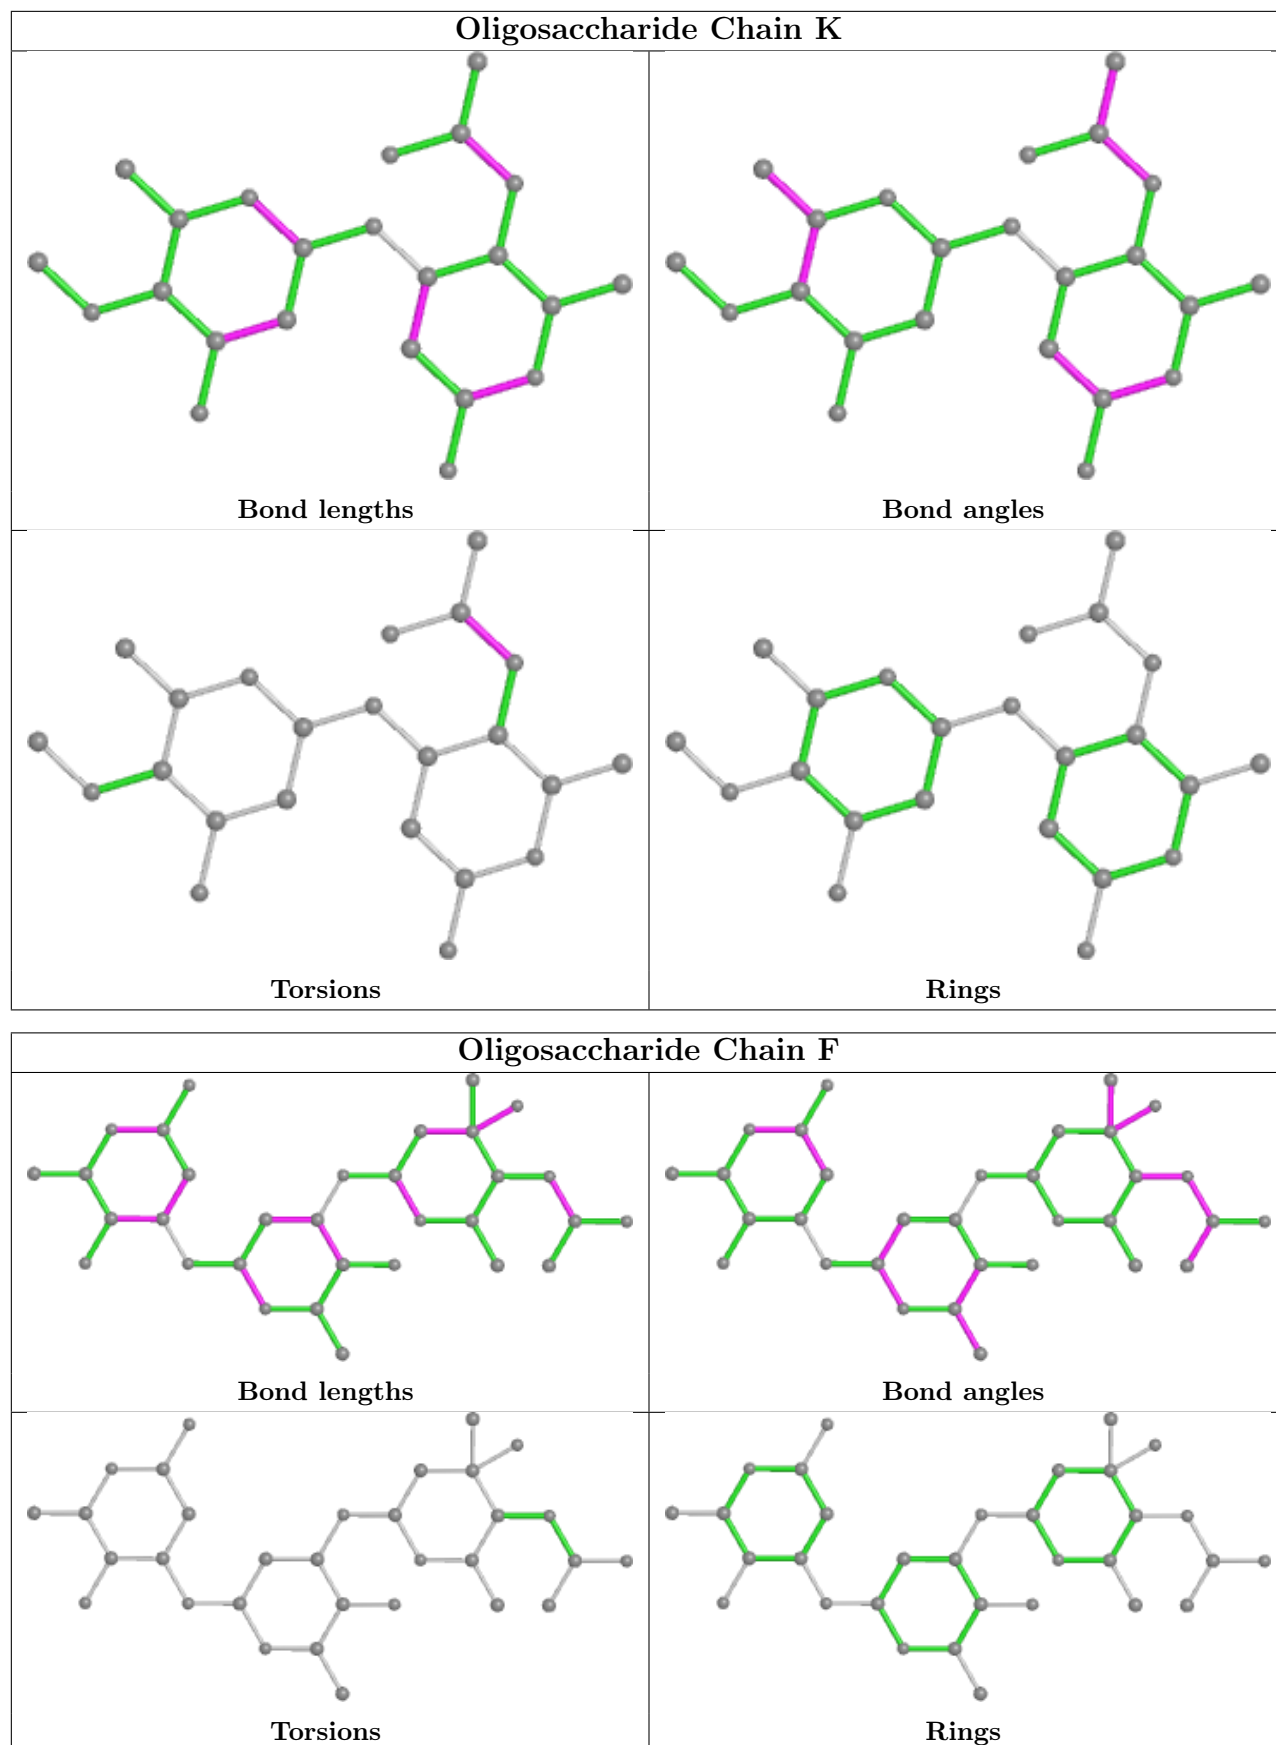 Oligosaccharide Chain K
Bond lengths
Bond angles
Torsions
Rings
Oligosaccharide Chain F
Bond lengths
Bond angles
Torsions
Rings